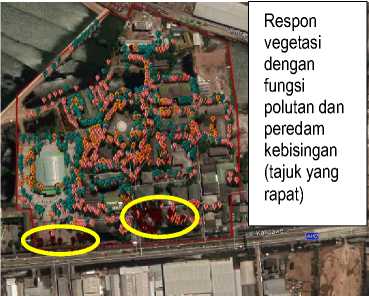 Respon
vegetasi
dengan
fungsi
polutan dan
peredam
kebisingan
(tajuk yang
rapat)